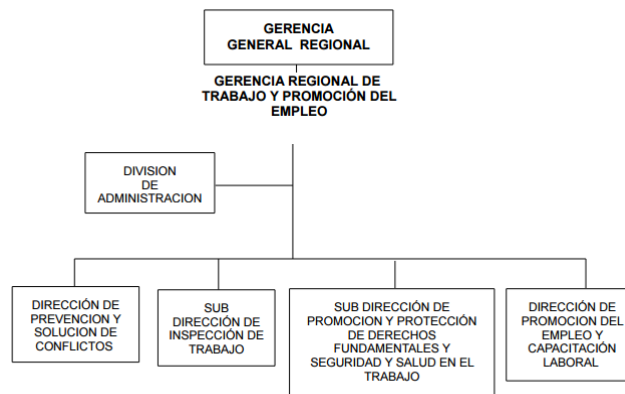 GERENCIA
GENERAL REGIONAL
GERENCIA REGIONAL DE
TRABAJO Y PROMOCIÓN DEL
EMPLEO
DIVISION
DE
ADMINISTRACION
DIRECCIÓN DE
PREVENCION Y
SOLUCION DE
CONFLICTOS
SUB
DIRECCIÓN DE
INSPECCIÓN DE
TRABAJO
SUB DIRECCIÓN DE
PROMOCION Y PROTECCIÓN
DE DERECHOS
FUNDAMENTALES Y
SEGURIDAD Y SALUD EN EL
TRABAJO
DIRECCIÓN DE
PROMOCION DEL
EMPLEO Y
CAPACITACIÓN
LABORAL